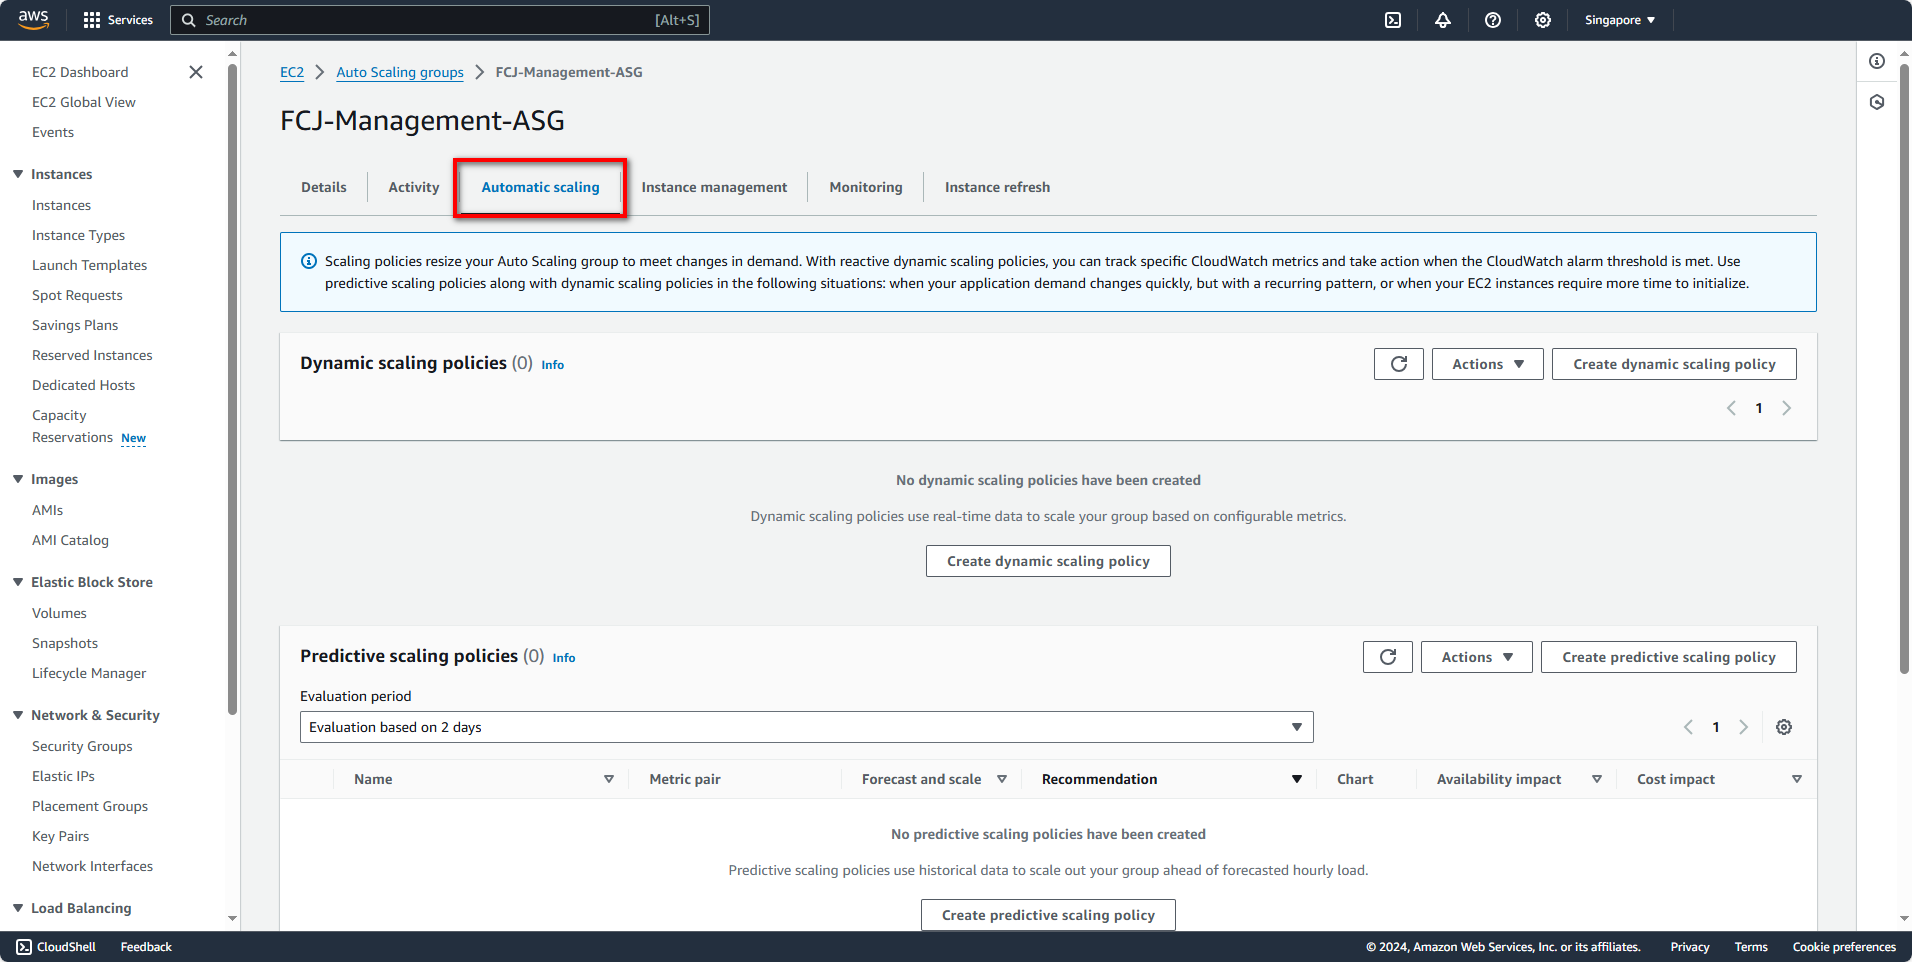 aws
Services
Search
[Alt+S]
Singapore
EC2 Dashboard
EC2 Global View
Events
Instances
Instances
Instance Types
Launch Templates
Spot Requests
Savings Plans
Reserved Instances
Dedicated Hosts
Capacity
Reservations New
Images
AMIs
AMI Catalog
Elastic Block Store
Volumes
Snapshots
Lifecycle Manager
Network & Security
Security Groups
Elastic IPs
Placement Groups
Key Pairs
Network Interfaces
Load Balancing
EC2 > Auto Scaling groups > FCJ-Management-ASG
FCJ-Management-ASG
Details
Activity
Automatic scaling
Instance management
Monitoring
Instance refresh
Scaling policies resize your Auto Scaling group to meet changes in demand. With reactive dynamic scaling policies, you can track specific CloudWatch metrics and take action when the CloudWatch alarm threshold is met. Use
predictive scaling policies along with dynamic scaling policies in the following situations: when your application demand changes quickly, but with a recurring pattern, or when your EC2 instances require more time to initialize.
Dynamic scaling policies (0) Info
Actions
Create dynamic scaling policy
1
No dynamic scaling policies have been created
Dynamic scaling policies use real-time data to scale your group based on configurable metrics.
Create dynamic scaling policy
Predictive scaling policies (0) Info
Actions
Create predictive scaling policy
Evaluation period
Evaluation based on 2 days
1
Name
Metric pair
Forecast and scale
Recommendation
Chart
Availability impact
Cost impact
No predictive scaling policies have been created
Predictive scaling policies use historical data to scale out your group ahead of forecasted hourly load.
Create predictive scaling policy
CloudShell
Feedback
© 2024, Amazon Web Services, Inc. or its affiliates.
Privacy
Terms
Cookie preferences